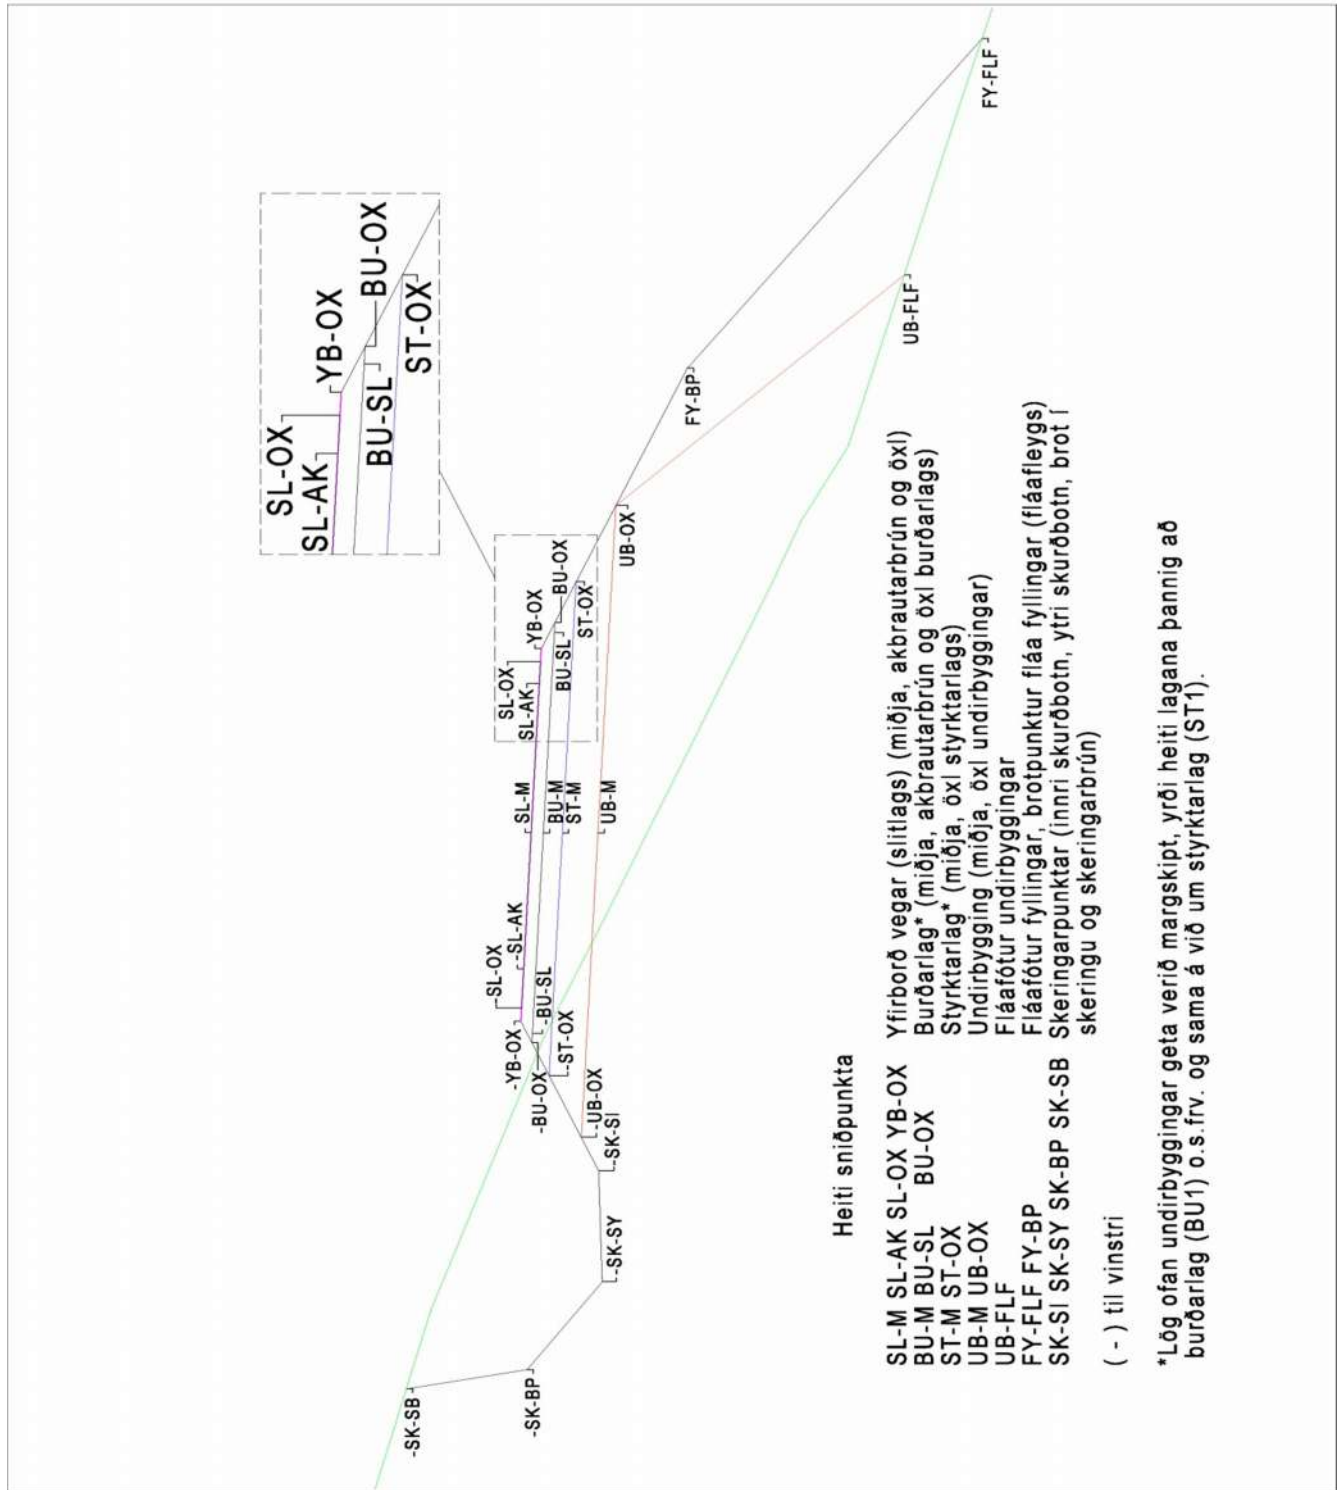 SL-OX
SL-AK
YB-OX
BU-OX
BU-SL
ST-OX
-SK-SB
-SK-BP
-SK-SY
-SK-SI
-UB-OX
-ST-OX
-BU-OX
-BU-SL
-YB-OX
-SL-OX
-SL-AK
SL-M
BU-M
ST-M
UB-M
SL-OX
SL-AK
YB-OX
BU-OX
BU-SL
ST-OX
UB-OX
FY-BP
UB-FLF
FY-FLF
Heiti sniðpunkta
SL-M SL-AK SL-OX YB-OX Yfirborð vegar (slitlags) (miðja, akbrautarbrún og öxl)
BU-M BU-SL BU-OX Burðarlag* (miðja, akbrautarbrún og öxl burðarlags)
ST-M ST-OX Styrktarlag* (miðja, öxl styrktarlags)
UB-M UB-OX Undirbygging (miðja, öxl undirbyggingar)
UB-FLF Fláafótur undirbyggingar
FY-FLF FY-BP Fláafótur fyllingar, brotpunktur fláa fyllingar (fláafleygs)
SK-SI SK-SY SK-BP SK-SB Skeringarpunktar (innri skurðbotn, ytri skurðbotn, brot í
skeringu og skeringarbrún)
( - ) til vinstri
*Lög ofan undirbyggingar geta verið margskipt, yrði heiti lagana þannig að
burðarlag (BU1) o.s.frv. og sama á við um styrktarlag (ST1).